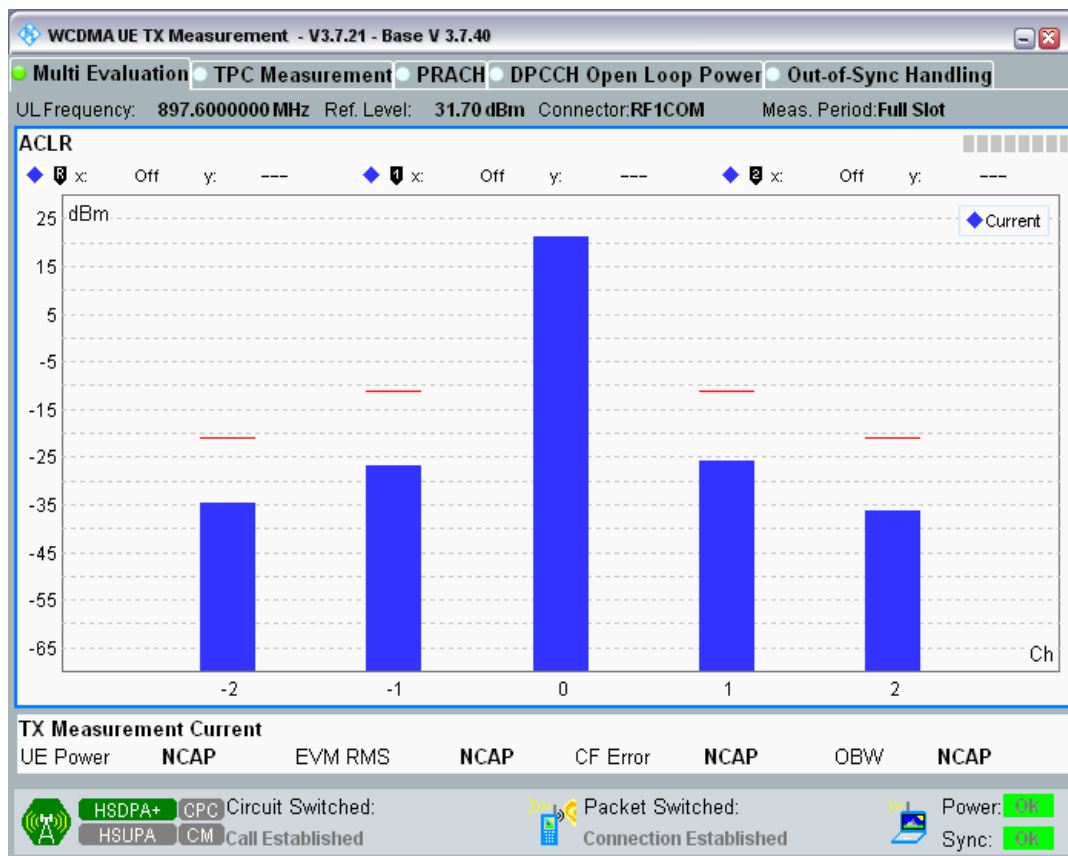 WCDMA UE TX Measurement - V3.7.21 - Base V 3.7.40
Multi Evaluation TPC Measurement PRACH DPCCH Open Loop Power Out-of-Sync Handling
UL Frequency: 897.6000000 MHz Ref. Level: 31.70 dBm Connector:RF1COM Meas. Period:Full Slot
ACLR
R x: Off y: --- 1 x: Off y: --- 2 x: Off y: ---
dBm
Current
25
15
5
-5
-15
-25
-35
-45
-55
-65
Ch
-2 -1 0 1 2
TX Measurement Current
UE Power NCAP EVM RMS NCAP CF Error NCAP OBW NCAP
HSDPA+ CPC Circuit Switched: Packet Switched: Power: OK
HSUPA CM Call Established Connection Established Sync: OK